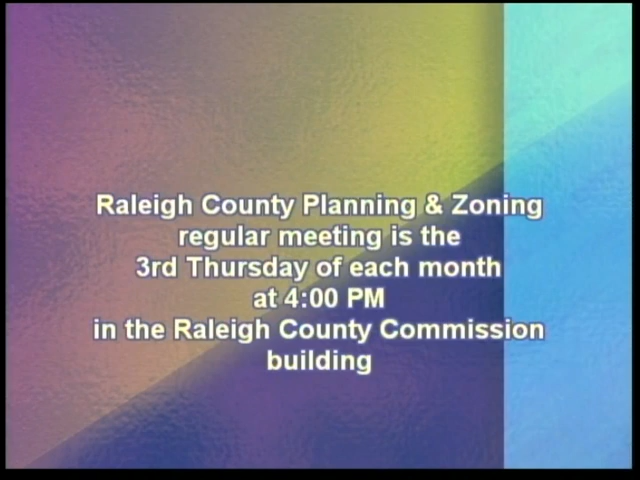 Raleigh County Planning & Zoning
regular meeting is the
3rd Thursday of each month
at 4:00 PM
in the Raleigh County Commission
building